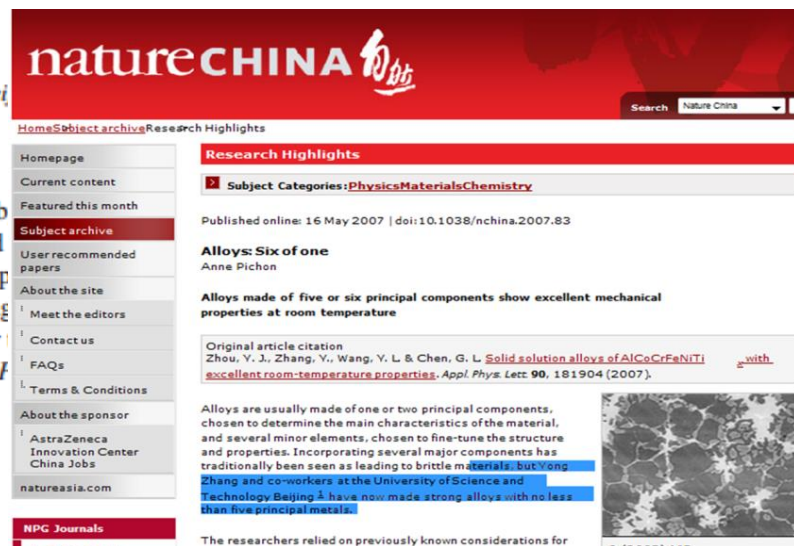 nature CHINA
Search Nature China
HomeSubject archiveResearch Highlights
Homepage
Current content
Featured this month
Subject archive
User recommended
papers
About the site
Meet the editors
Contact us
FAQs
Terms & Conditions
About the sponsor
AstraZeneca
Innovation Center
China Jobs
natureasia.com
NPG Journals
Research Highlights
Subject Categories:PhysicsMaterialsChemistry
Published online: 16 May 2007 | doi:10.1038/nchina.2007.83
Alloys: Six of one
Anne Pichon
Alloys made of five or six principal components show excellent mechanical
properties at room temperature
Original article citation
Zhou, Y. J., Zhang, Y., Wang, Y. L. & Chen, G. L. Solid solution alloys of AlCoCrFeNiTi with
excellent room-temperature properties. Appl. Phys. Lett. 90, 181904 (2007).
Alloys are usually made of one or two principal components,
chosen to determine the main characteristics of the material,
and several minor elements, chosen to fine-tune the structure
and properties. Incorporating several major components has
traditionally been seen as leading to brittle materials, but Yong
Zhang and co-workers at the University of Science and
Technology Beijing 1 have now made strong alloys with no less
than five principal metals.
The researchers relied on previously known considerations for